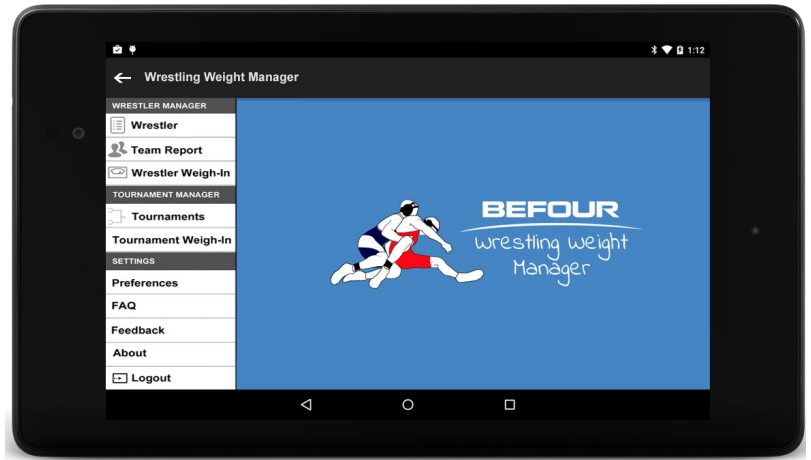 1:12
Wrestling Weight Manager
WRESTLER MANAGER
Wrestler
Team Report
Wrestler Weigh-In
TOURNAMENT MANAGER
Tournaments
Tournament Weigh-In
SETTINGS
Preferences
FAQ
Feedback
About
Logout
BEFOUR
Wrestling Weight
Manager